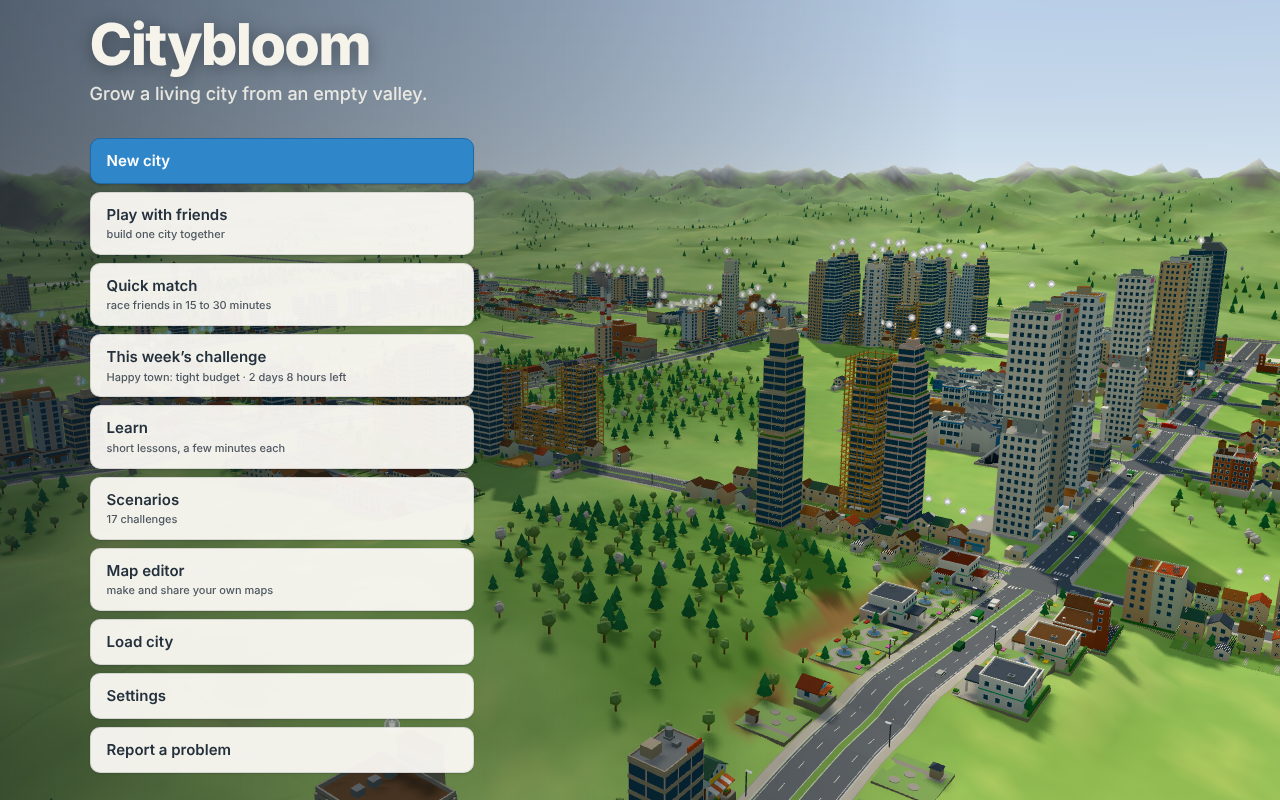 Citybloom
Grow a living city from an empty valley.
New city
Play with friends
build one city together
Quick match
race friends in 15 to 30 minutes
This week’s challenge
Happy town: tight budget · 2 days 8 hours left
Learn
short lessons, a few minutes each
Scenarios
17 challenges
Map editor
make and share your own maps
Load city
Settings
Report a problem